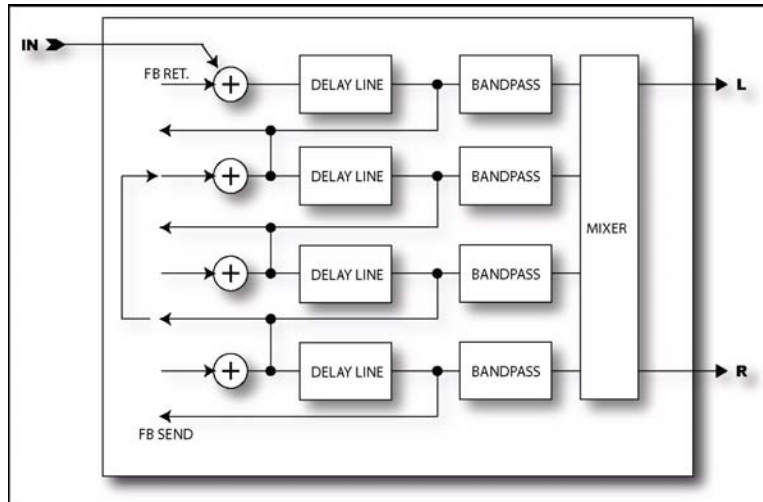 IN
FB RET.
DELAY LINE
BANDPASS
L
DELAY LINE
BANDPASS
MIXER
DELAY LINE
BANDPASS
DELAY LINE
BANDPASS
R
FB SEND